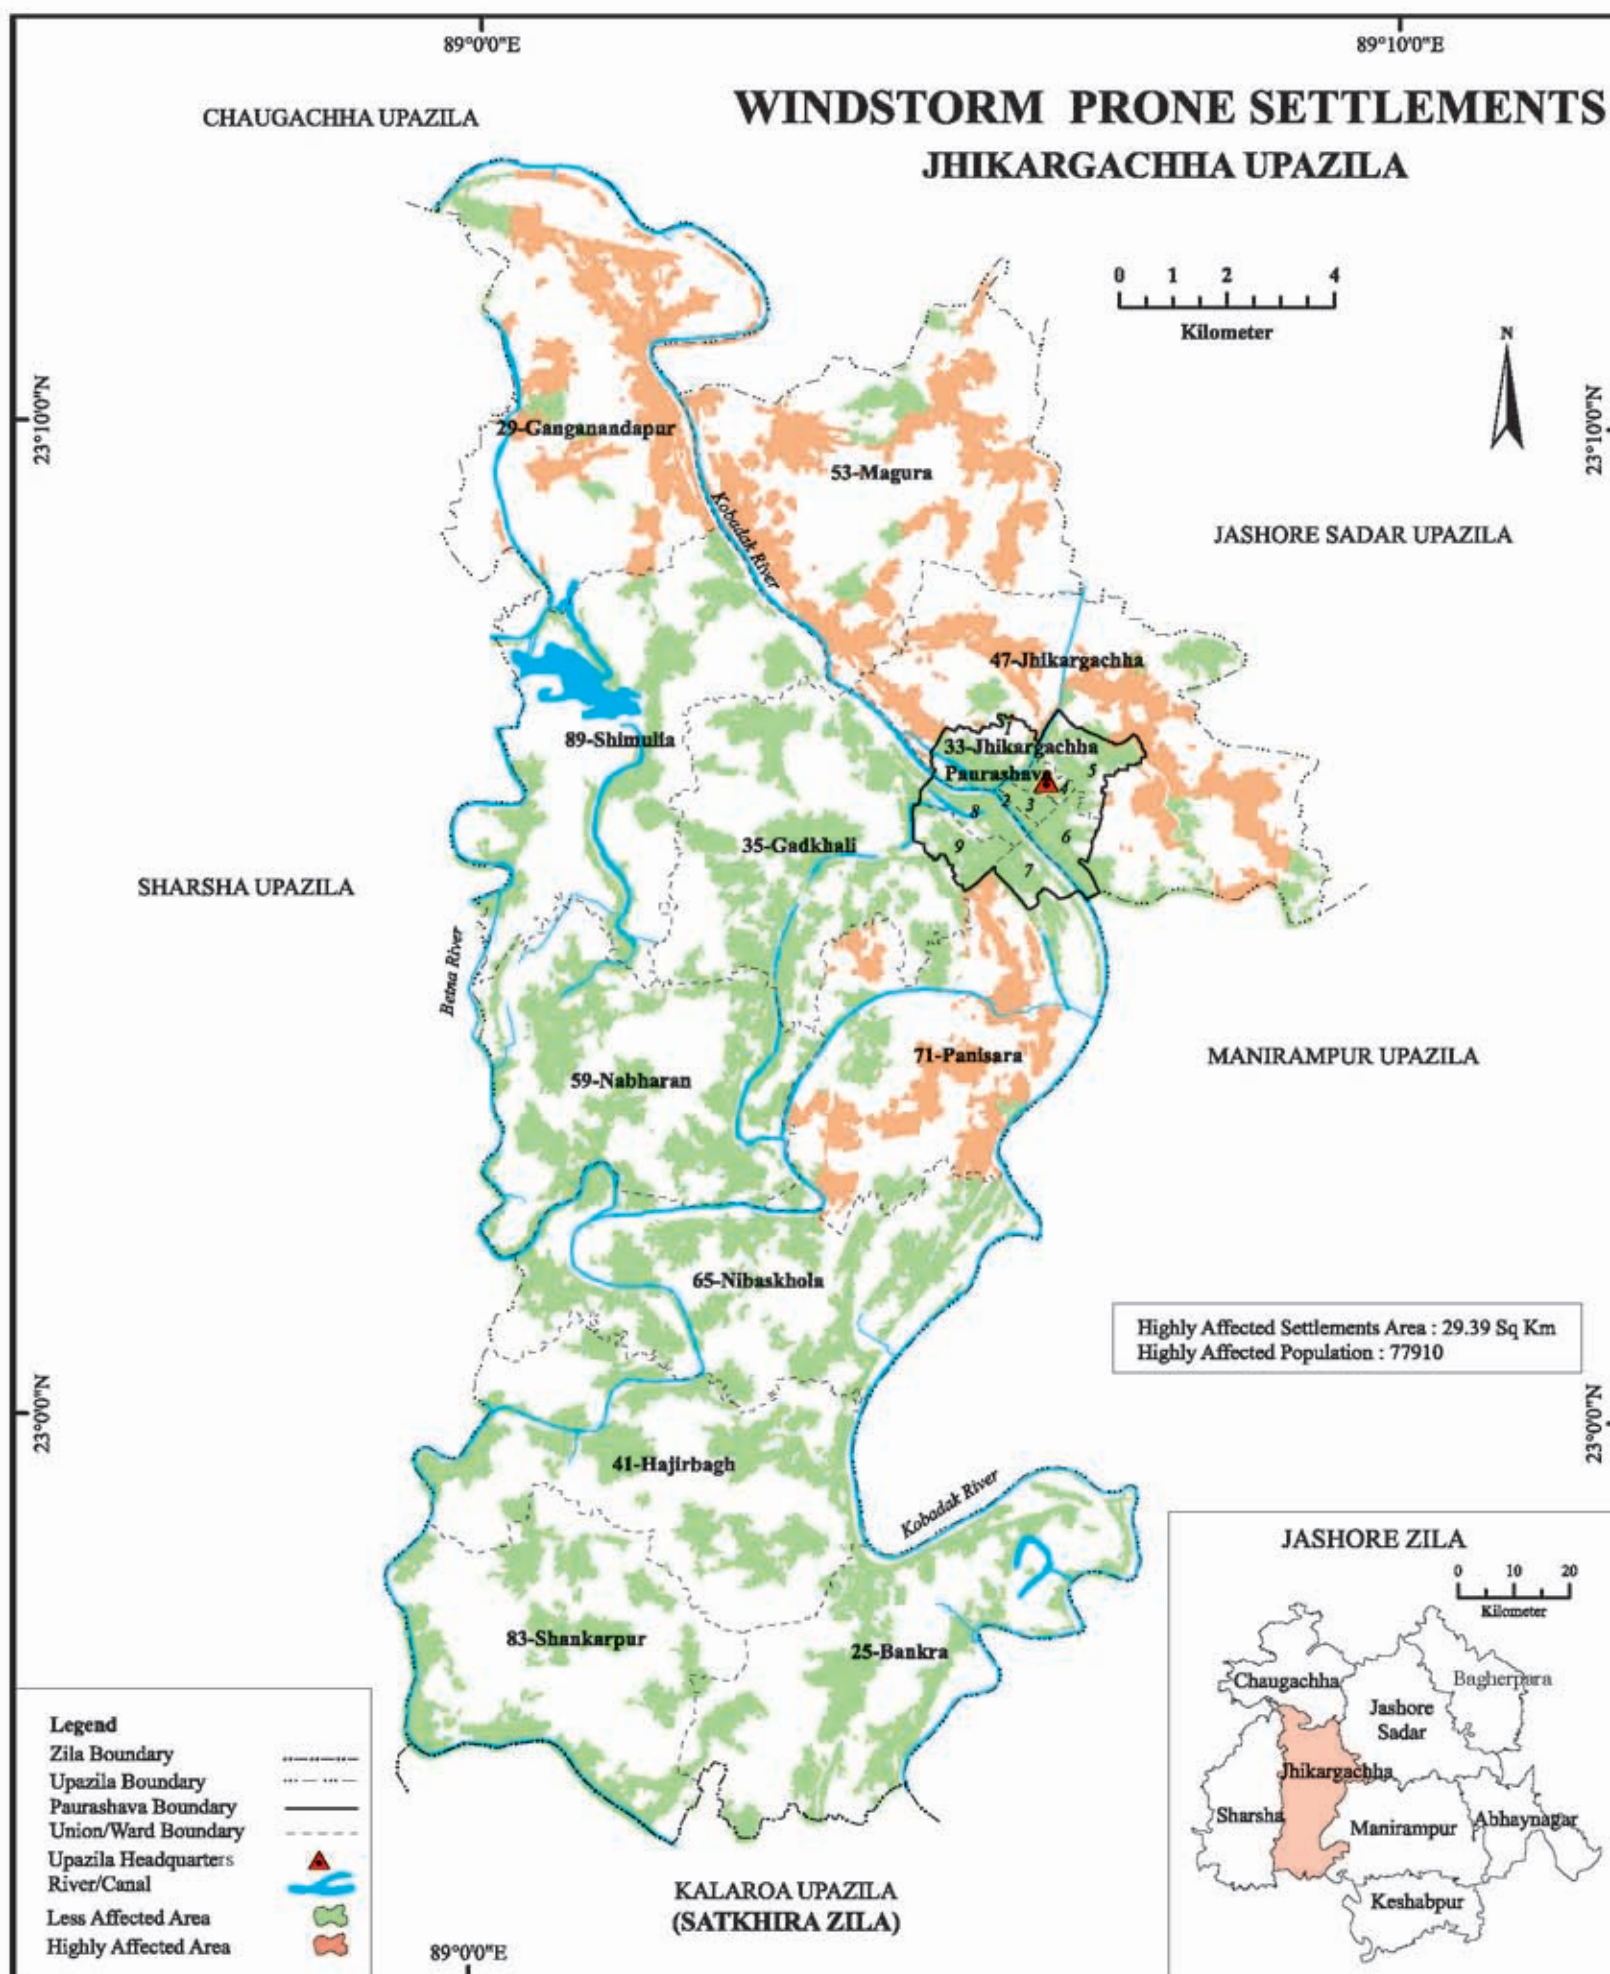 89°0'0"E
89°10'0"E
CHAUGACHHA UPAZILA
WINDSTORM PRONE SETTLEMENTS
JHIKARGACHHA UPAZILA
0 1 2 4
Kilometer
N
23°10'0"N
23°10'0"N
29-Ganganandapur
53-Magura
Kobadak River
JASHORE SADAR UPAZILA
47-Jhikargachha
89-Shimulia
1
33-Jhikargachha
Paurashava
5
4
2
3
8
6
9
7
35-Gadkhali
SHARSHA UPAZILA
Betna River
71-Panisara
MANIRAMPUR UPAZILA
59-Nabharan
65-Nibaskhola
Highly Affected Settlements Area : 29.39 Sq Km
Highly Affected Population : 77910
23°0'0"N
23°0'0"N
41-Hajirbagh
Kobadak River
83-Shankarpur
25-Bankra
JASHORE ZILA
0 10 20
Kilometer
Chaugachha
Bagherpara
Jashore
Sadar
Jhikargachha
Sharsha
Manirampur
Abhaynagar
Keshabpur
Legend
Zila Boundary
Upazila Boundary
Paurashava Boundary
Union/Ward Boundary
Upazila Headquarters
River/Canal
Less Affected Area
Highly Affected Area
KALAROA UPAZILA
(SATKHIRA ZILA)
89°0'0"E